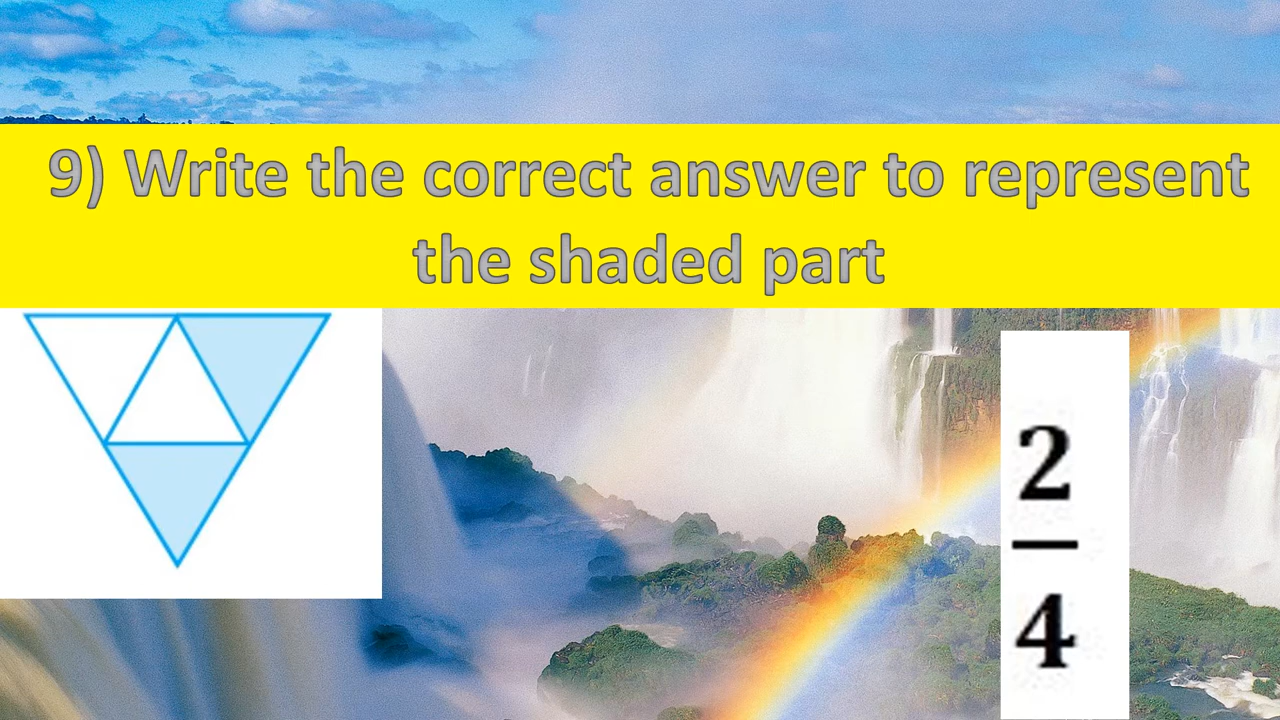 9) Write the correct answer to represent
the shaded part
2
4